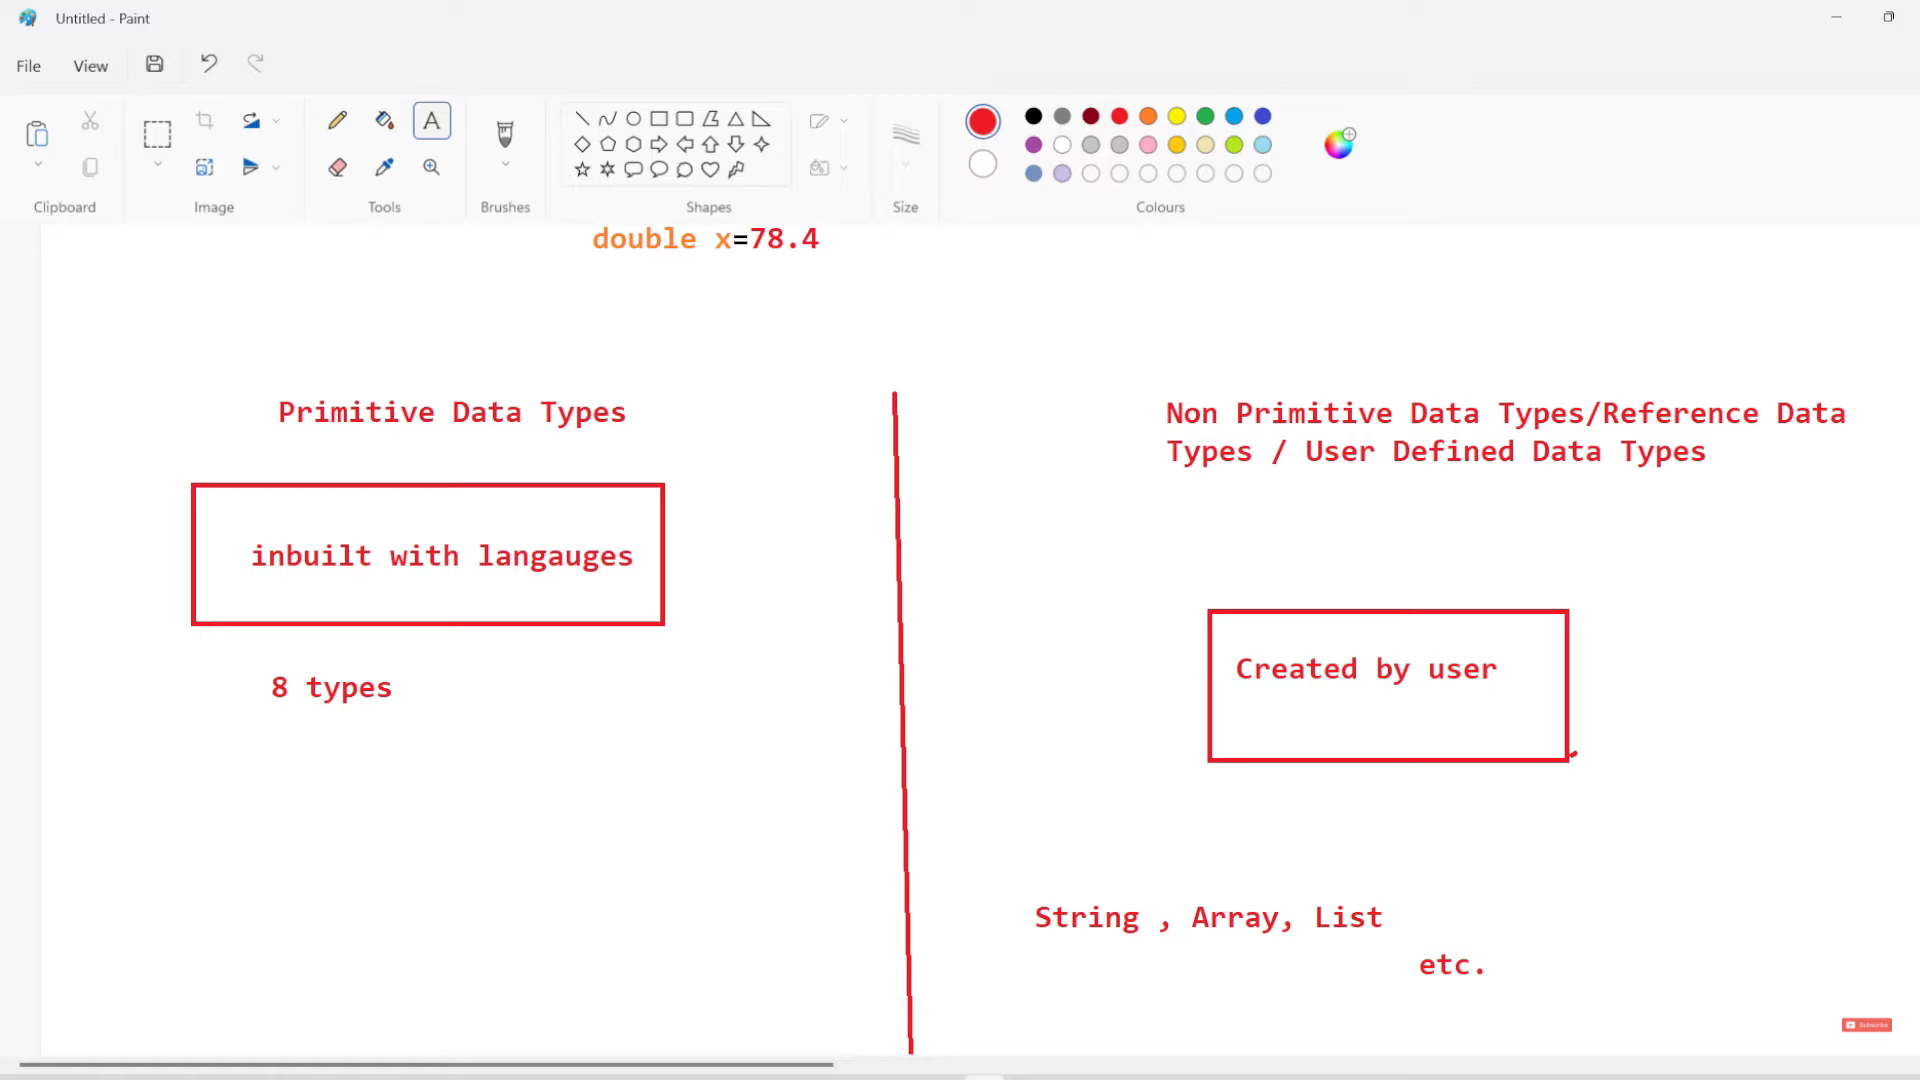 Untitled - Paint
File View
Clipboard Image Tools Brushes Shapes Size Colours
double x=78.4
Primitive Data Types
Non Primitive Data Types/Reference Data
Types / User Defined Data Types
inbuilt with langauges
Created by user
8 types
String , Array, List
etc.
Subscribe